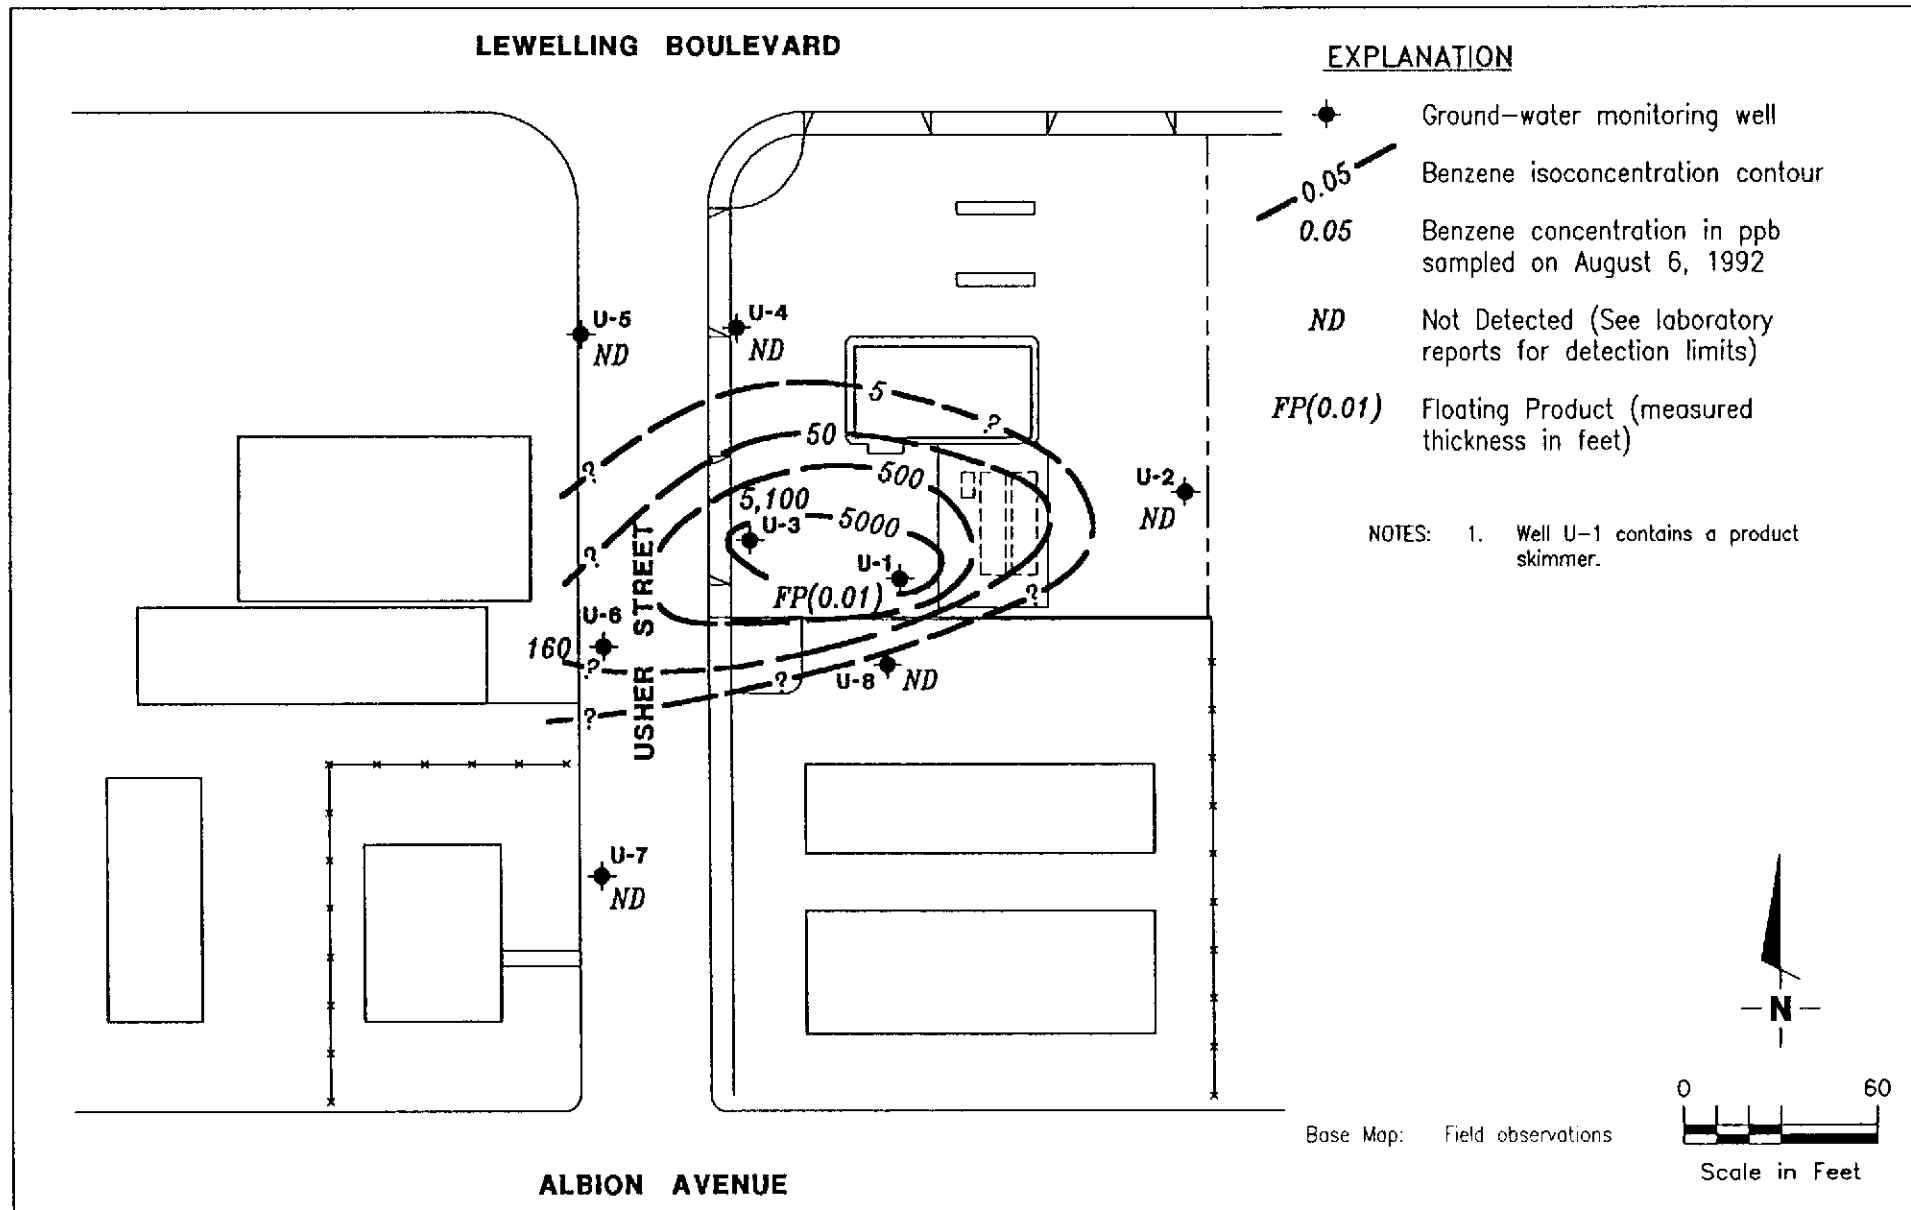 LEWELLING BOULEVARD
EXPLANATION
Ground-water monitoring well
0.05
Benzene isoconcentration contour
0.05
Benzene concentration in ppb
sampled on August 6, 1992
ND
Not Detected (See laboratory
reports for detection limits)
FP(0.01)
Floating Product (measured
thickness in feet)
NOTES: 1. Well U-1 contains a product
skimmer.
U-5
ND
U-4
ND
5
?
50
?
500
5,100
U-3
5000
U-2
ND
?
U-1
FP(0.01)
?
U-6
160
?
USHER STREET
U-8
ND
?
?
U-7
ND
N
0 60
Scale in Feet
Base Map: Field observations
ALBION AVENUE